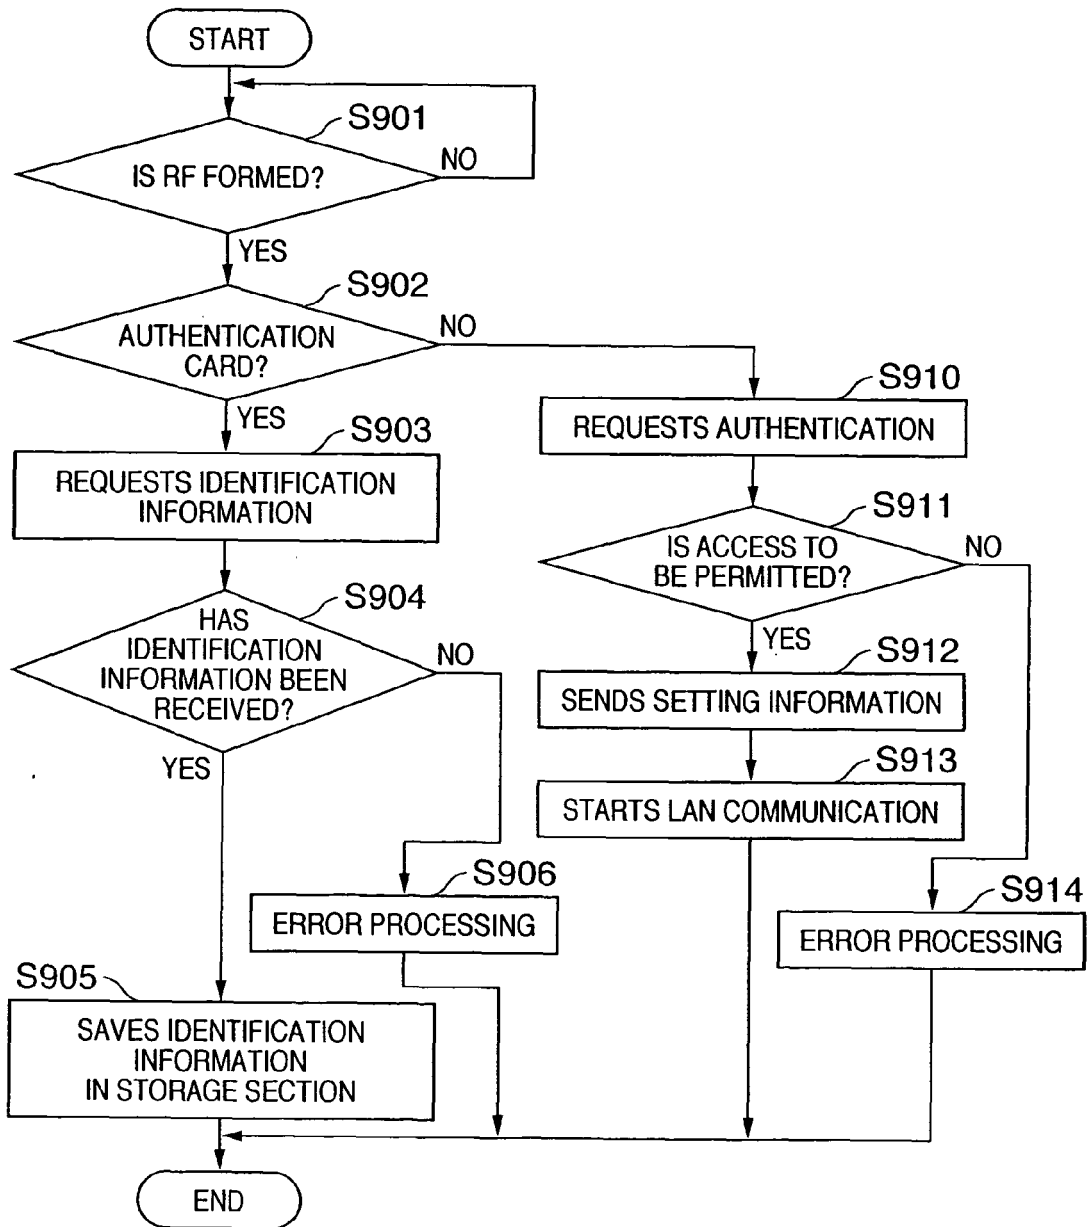 START
S901
IS RF FORMED?
NO
YES
S902
AUTHENTICATION
CARD?
NO
YES
S903
REQUESTS IDENTIFICATION
INFORMATION
S904
HAS
IDENTIFICATION
INFORMATION BEEN
RECEIVED?
NO
YES
S906
ERROR PROCESSING
S905
SAVES IDENTIFICATION
INFORMATION
IN STORAGE SECTION
S910
REQUESTS AUTHENTICATION
S911
IS ACCESS TO
BE PERMITTED?
NO
YES
S912
SENDS SETTING INFORMATION
S913
STARTS LAN COMMUNICATION
S914
ERROR PROCESSING
END